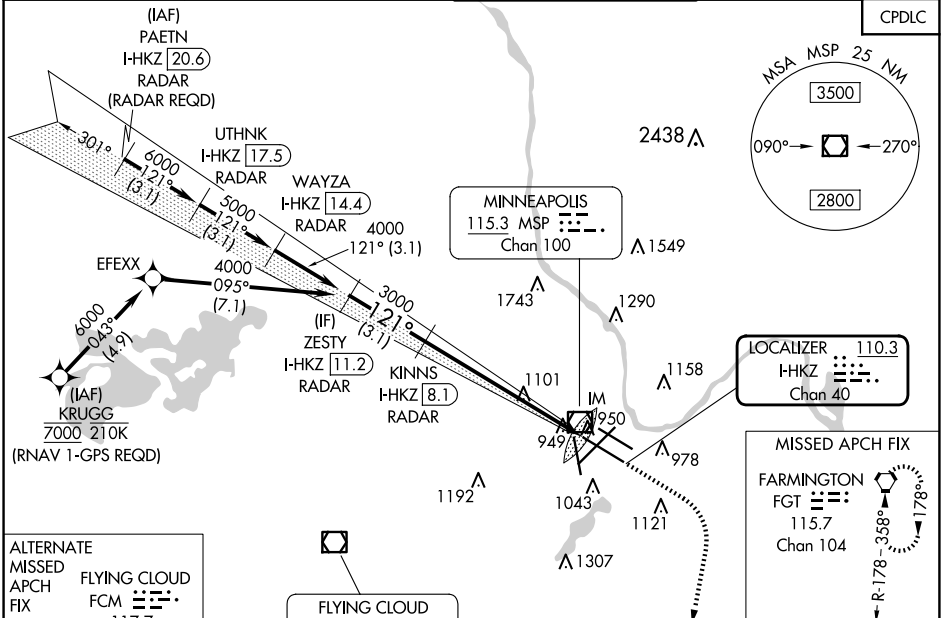 CPDLC
(IAF)
PAETN
I-HKZ 20.6
RADAR
(RADAR REQD)
301°
6000
121°
(3.1)
UTHNK
I-HKZ 17.5
RADAR
5000
121°
(3.1)
WAYZA
I-HKZ 14.4
RADAR
4000
121° (3.1)
EFEXX
4000
095°
(7.1)
6000
043°
(4.9)
(IAF)
KRUGG
7000 210K
(RNAV 1-GPS REQD)
(IF)
ZESTY
I-HKZ 11.2
RADAR
3000
121°
(3.1)
KINNS
I-HKZ 8.1
RADAR
MINNEAPOLIS
115.3 MSP
Chan 100
MSA MSP 25 NM
3500
090°
270°
2800
2438
1549
1743
1290
1158
1101
IM
950
949
978
1192
1043
1121
1307
LOCALIZER 110.3
I-HKZ
Chan 40
MISSED APCH FIX
FARMINGTON
FGT
115.7
Chan 104
R-178
358°
178°
ALTERNATE
MISSED
APCH
FIX
FLYING CLOUD
FCM
FLYING CLOUD